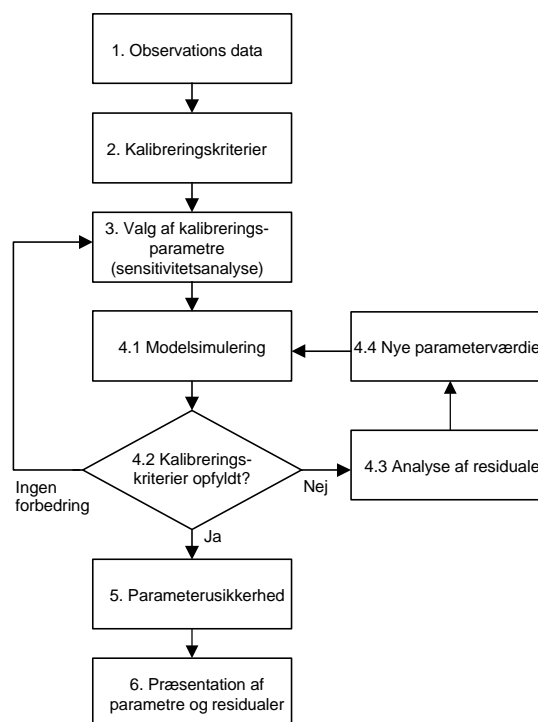 1. Observations data
2. Kalibreringskriterier
3. Valg af kalibrerings-
parametre
(sensitivitetsanalyse)
4.1 Modelsimulering
4.4 Nye parameterværdie
4.2 Kalibrerings-
kriterier opfyldt?
4.3 Analyse af residuale
Ingen
forbedring
Nej
Ja
5. Parameterusikkerhed
6. Præsentation af
parametre og residualer